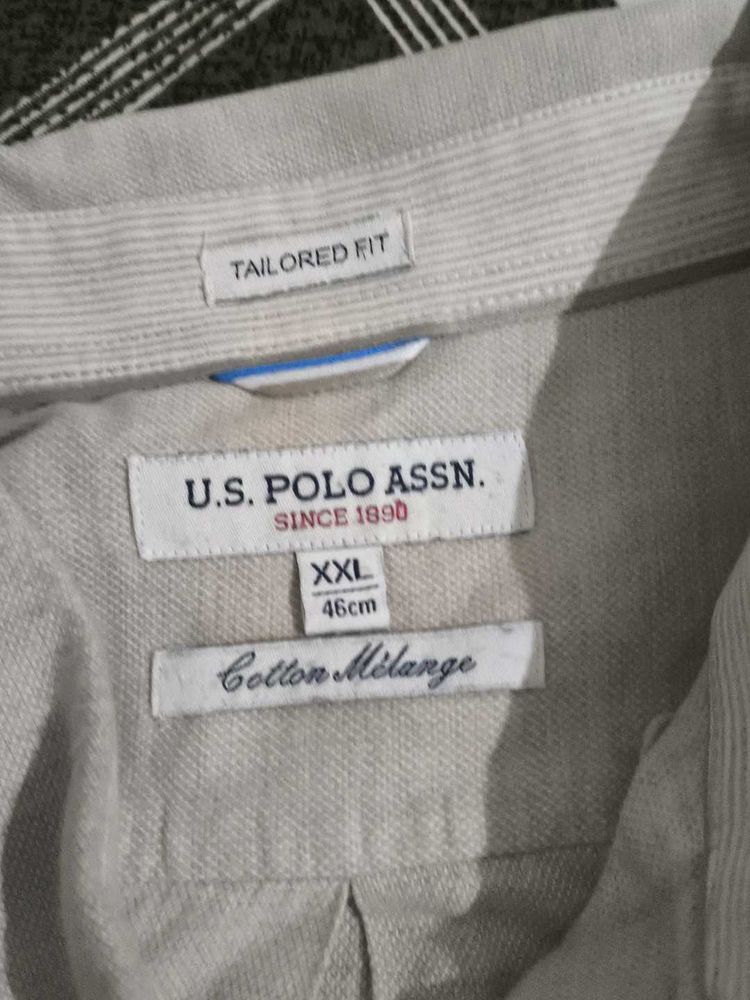 TAILORED FIT
U.S. POLO ASSN.
SINCE 1890
XXL
46cm
Cotton Mélange